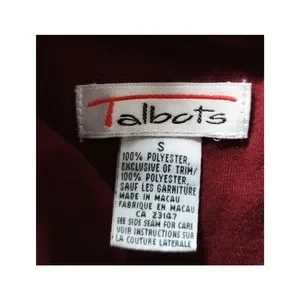 Talbots
S
100% POLYESTER,
EXCLUSIVE OF TRIM/
100% POLYESTER,
SAUF LES GARNITURE
MADE IN MACAU
FABRIQUE EN MACAU
CA 23147
SEE SIDE SEAM FOR CARE
VOIR INSTRUCTIONS SUR
LA COUTURE LATERALE